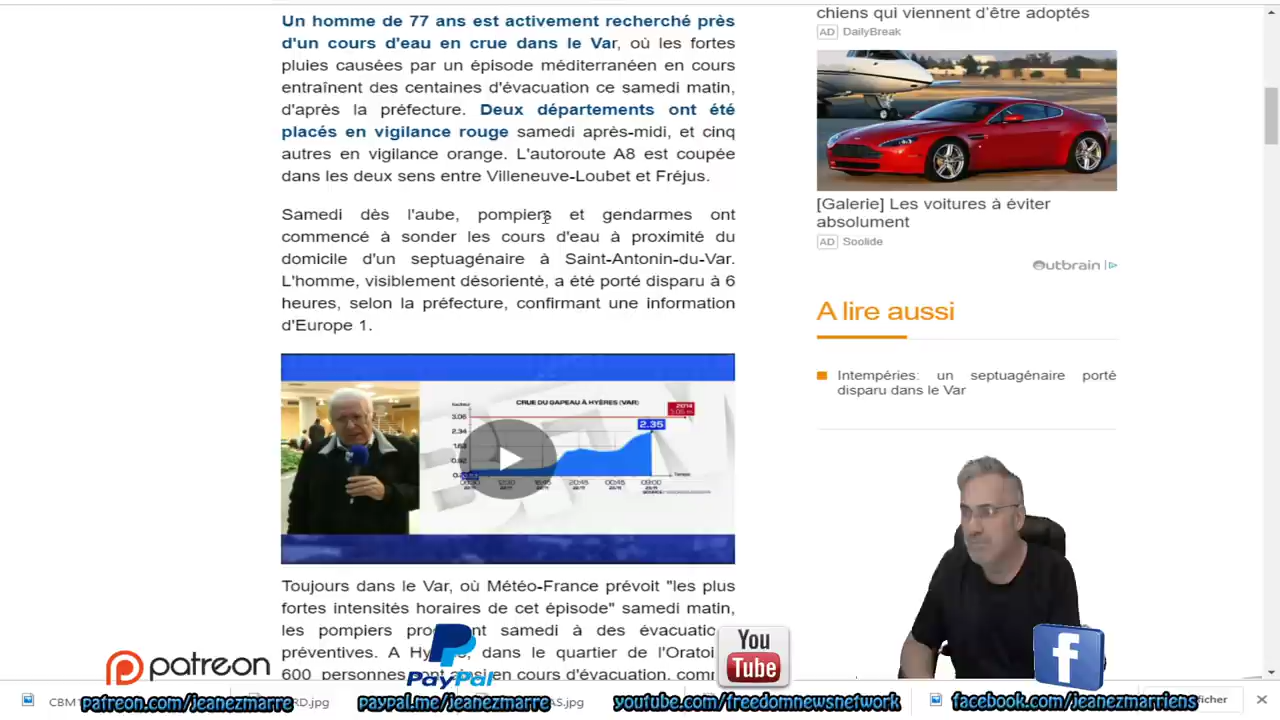 Un homme de 77 ans est activement recherché près
d'un cours d'eau en crue dans le Var, où les fortes
pluies causées par un épisode méditerranéen en cours
entraînent des centaines d'évacuation ce samedi matin,
d'après la préfecture. Deux départements ont été
placés en vigilance rouge samedi après-midi, et cinq
autres en vigilance orange. L'autoroute A8 est coupée
dans les deux sens entre Villeneuve-Loubet et Fréjus.
Samedi dès l'aube, pompiers et gendarmes ont
commencé à sonder les cours d'eau à proximité du
domicile d'un septuagénaire à Saint-Antonin-du-Var.
L'homme, visiblement désorienté, a été porté disparu à 6
heures, selon la préfecture, confirmant une information
d'Europe 1.
CRUE DU GAPEAU À HYÈRES (VAR)
2014
3.06
2.35
2.34
Toujours dans le Var, où Météo-France prévoit "les plus
fortes intensités horaires de cet épisode" samedi matin,
les pompiers samedi à des
préventives. A dans le quartier de
600 personnes en cours d'évacuation,
chiens qui viennent d'être adoptés
AD DailyBreak
[Galerie] Les voitures à éviter
absolument
AD Soolide
Outbrain
A lire aussi
Intempéries: un septuagénaire porté
disparu dans le Var
patreon
PayPal
You
Tube
f
patreon.com/jeanezmarre
paypal.me/jeanezmarre
youtube.com/freedomnewsnetwork
facebook.com/jeanezmarriens